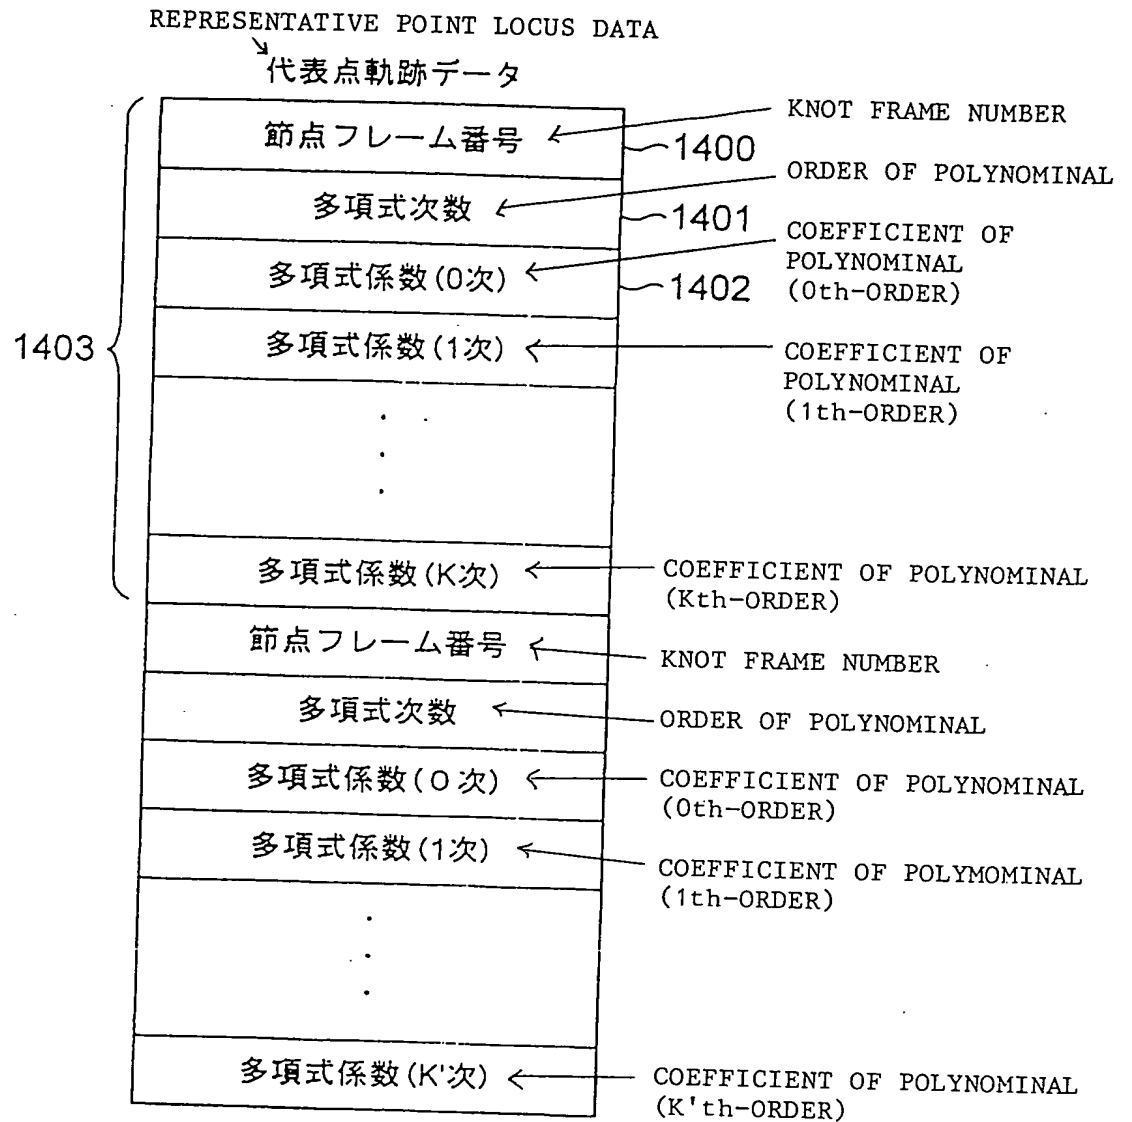 REPRESENTATIVE POINT LOCUS DATA
代表点軌跡データ
節点フレーム番号
KNOT FRAME NUMBER
1400
多項式次数
ORDER OF POLYNOMINAL
1401
多項式係数(0次)
COEFFICIENT OF
POLYNOMINAL
(0th-ORDER)
1402
1403
多項式係数(1次)
COEFFICIENT OF
POLYNOMINAL
(1th-ORDER)
多項式係数(K次)
COEFFICIENT OF POLYNOMINAL
(Kth-ORDER)
節点フレーム番号
KNOT FRAME NUMBER
多項式次数
ORDER OF POLYNOMINAL
多項式係数(0次)
COEFFICIENT OF POLYNOMINAL
(0th-ORDER)
多項式係数(1次)
COEFFICIENT OF POLYMOMINAL
(1th-ORDER)
多項式係数(K'次)
COEFFICIENT OF POLYNOMINAL
(K'th-ORDER)